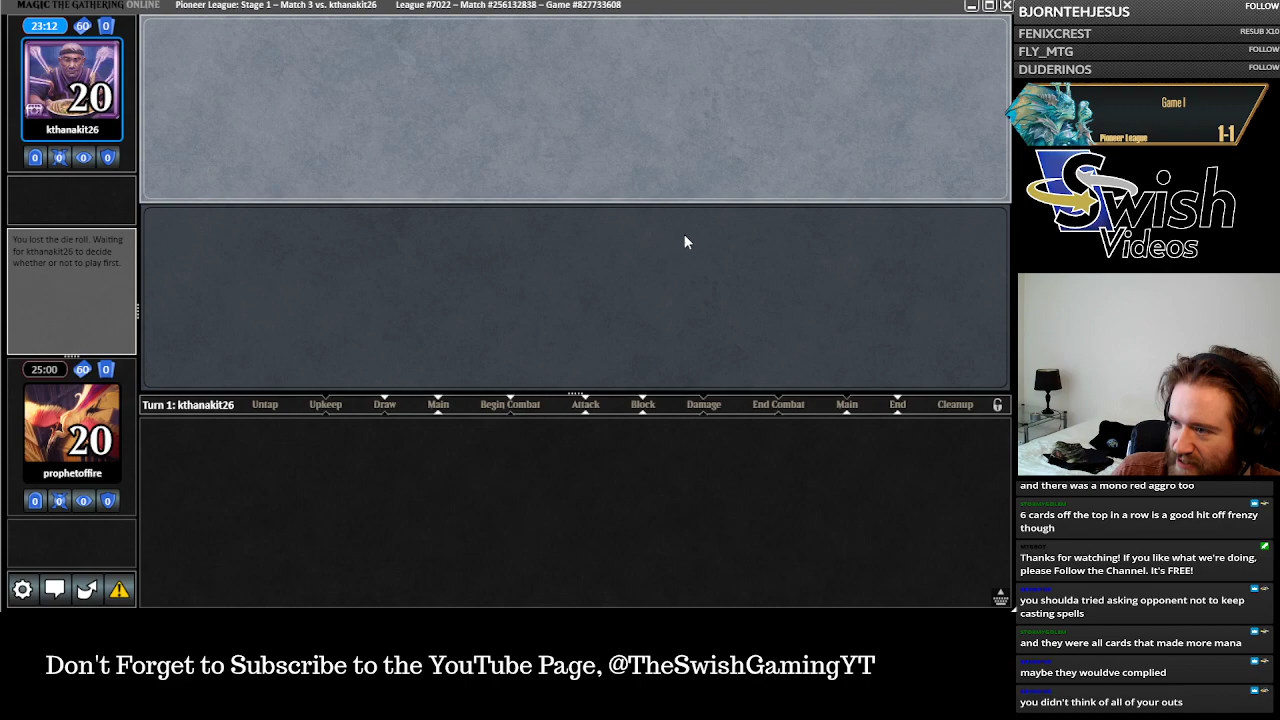 MAGIC THE GATHERING ONLINE Pioneer League: Stage 1 – Match 3 vs. kthanakit26 League #7022 – Match #256132838 – Game #827733608
23:12 60 0
20
kthanakit26
0 0 0 0
You lost the die roll. Waiting
for kthanakit26 to decide
whether or not to play first.
25:00 60 0
20
prophetoffire
0 0 0 0
Turn 1: kthanakit26 Untap Upkeep Draw Main Begin Combat Attack Block Damage End Combat Main End Cleanup
Don't Forget to Subscribe to the YouTube Page, @TheSwishGamingYT
BJORNTEHJESUS FOLLOW
FENIXCREST RESUB X10
FLY_MTG FOLLOW
DUDERINOS FOLLOW
Game 1
Pioneer League 1-1
Swish
Videos
and there was a mono red aggro too
6 cards off the top in a row is a good hit off frenzy
though
Thanks for watching! If you like what we're doing,
please Follow the Channel. It's FREE!
you shoulda tried asking opponent not to keep
casting spells
and they were all cards that made more mana
maybe they wouldve complied
you didn't think of all of your outs